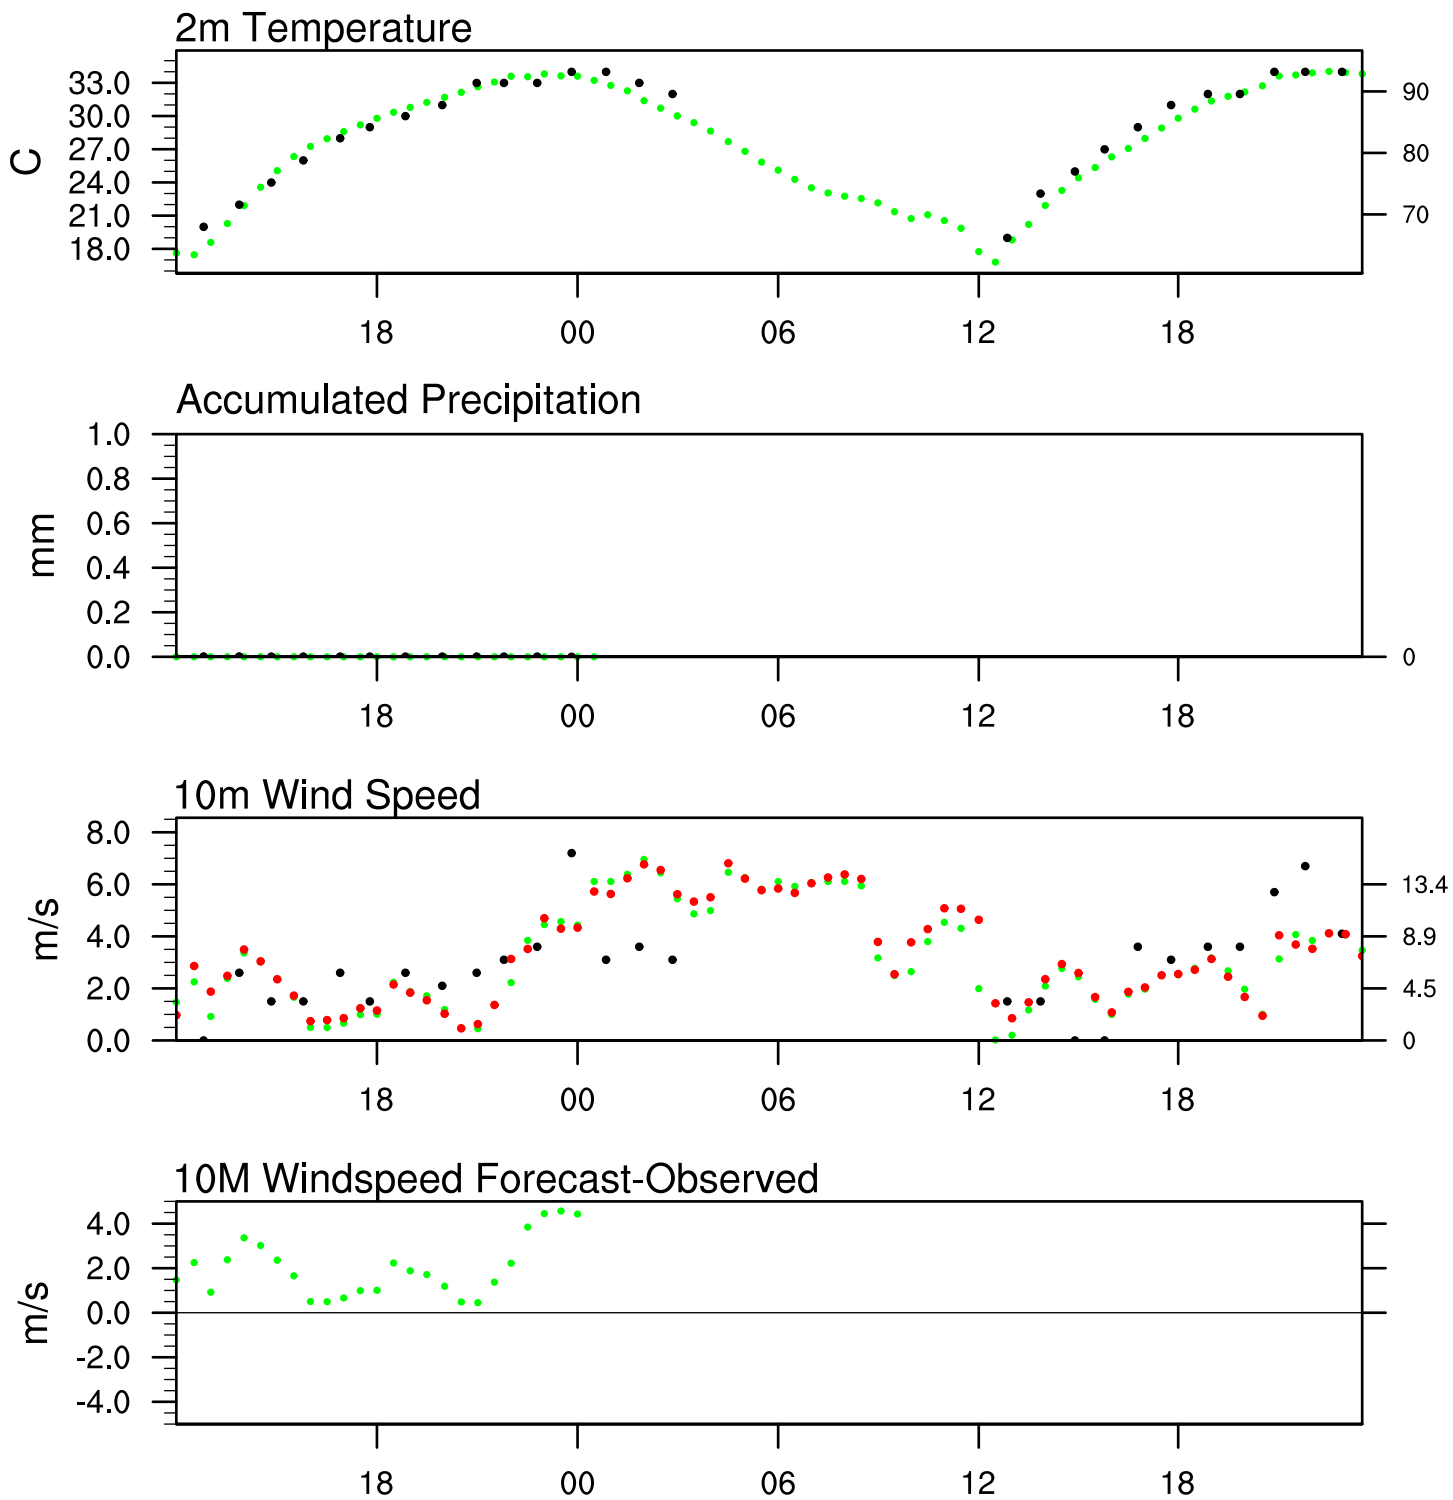 2m Temperature
33.0
30.0
27.0
24.0
21.0
18.0
C
90
80
70
18 00 06 12 18
Accumulated Precipitation
1.0
0.8
0.6
0.4
0.2
0.0
mm
0
18 00 06 12 18
10m Wind Speed
8.0
6.0
4.0
2.0
0.0
m/s
13.4
8.9
4.5
0
18 00 06 12 18
10M Windspeed Forecast-Observed
4.0
2.0
0.0
-2.0
-4.0
m/s
18 00 06 12 18